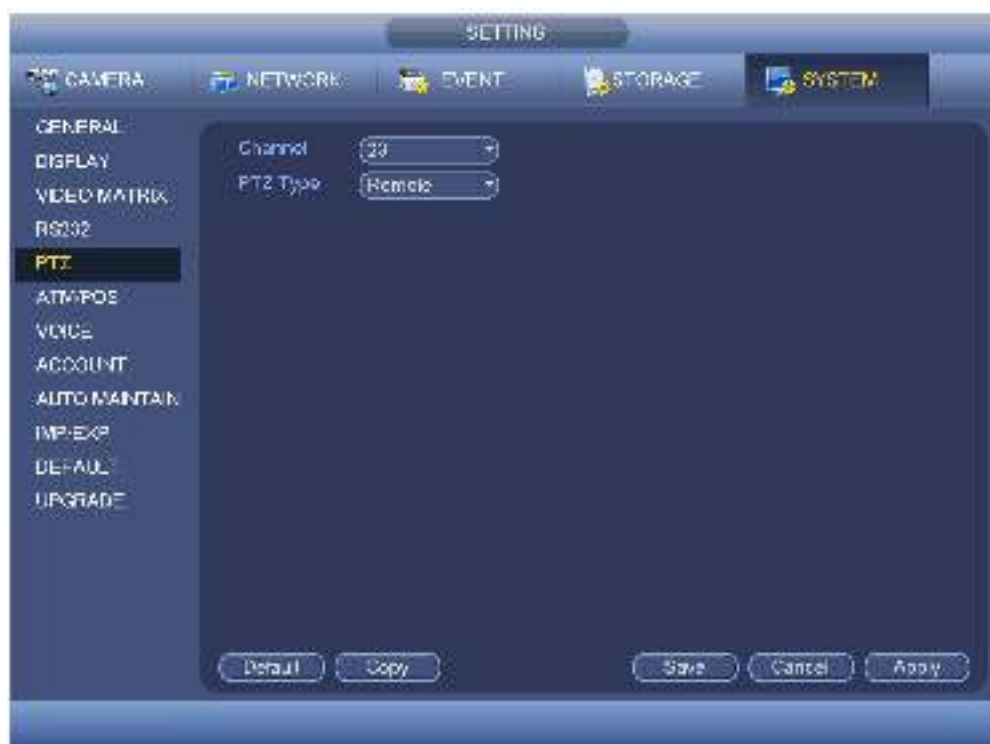 SETTING
CAMERA NETWORK EVENT STORAGE SYSTEM
GENERAL
DISPLAY
VIDEO MATRIX
RS232
PTZ
ATM/POS
VOICE
ACCOUNT
AUTO MAINTAIN
IMP/EXP
DEFAULT
UPGRADE
Channel 23
PTZ Type Remote
Default Copy Save Cancel Apply